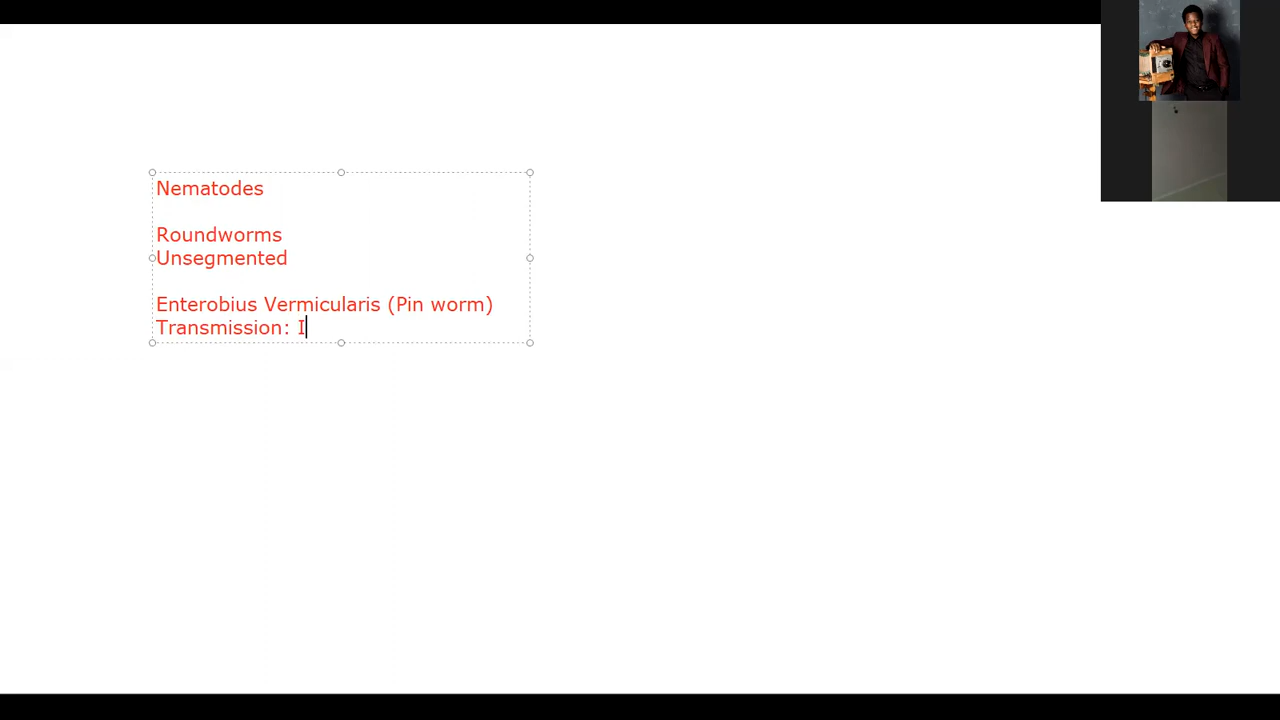 Nematodes
Roundworms
Unsegmented
Enterobius Vermicularis (Pin worm)
Transmission: I